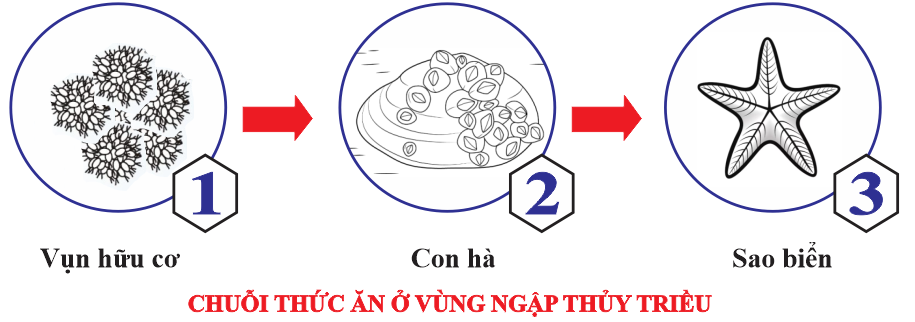 1
2
3
Vụn hữu cơ
Con hà
Sao biển
CHUỖI THỨC ĂN Ở VÙNG NGẬP THỦY TRIỀU